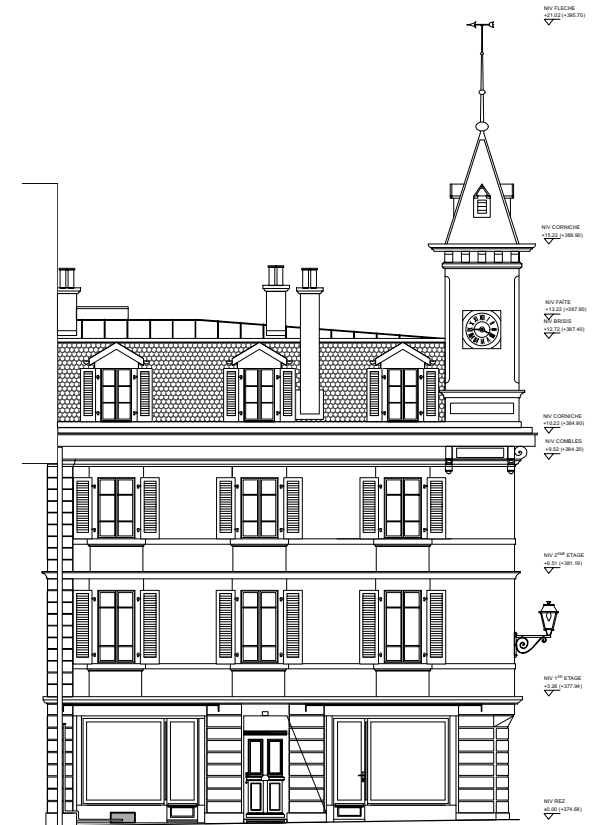 NIV FLECHE
+21.02 (+395.70)
NIV CORNICHE
+15.22 (+389.90)
NIV FAÎTE
+13.22 (+387.90)
NIV BRISIS
+12.72 (+387.40)
NIV CORNICHE
+10.22 (+384.90)
NIV COMBLES
+9.52 (+384.20)
NIV 2ème ETAGE
+6.51 (+381.19)
NIV 1er ETAGE
+3.26 (+377.94)
NIV REZ
±0.00 (+374.68)